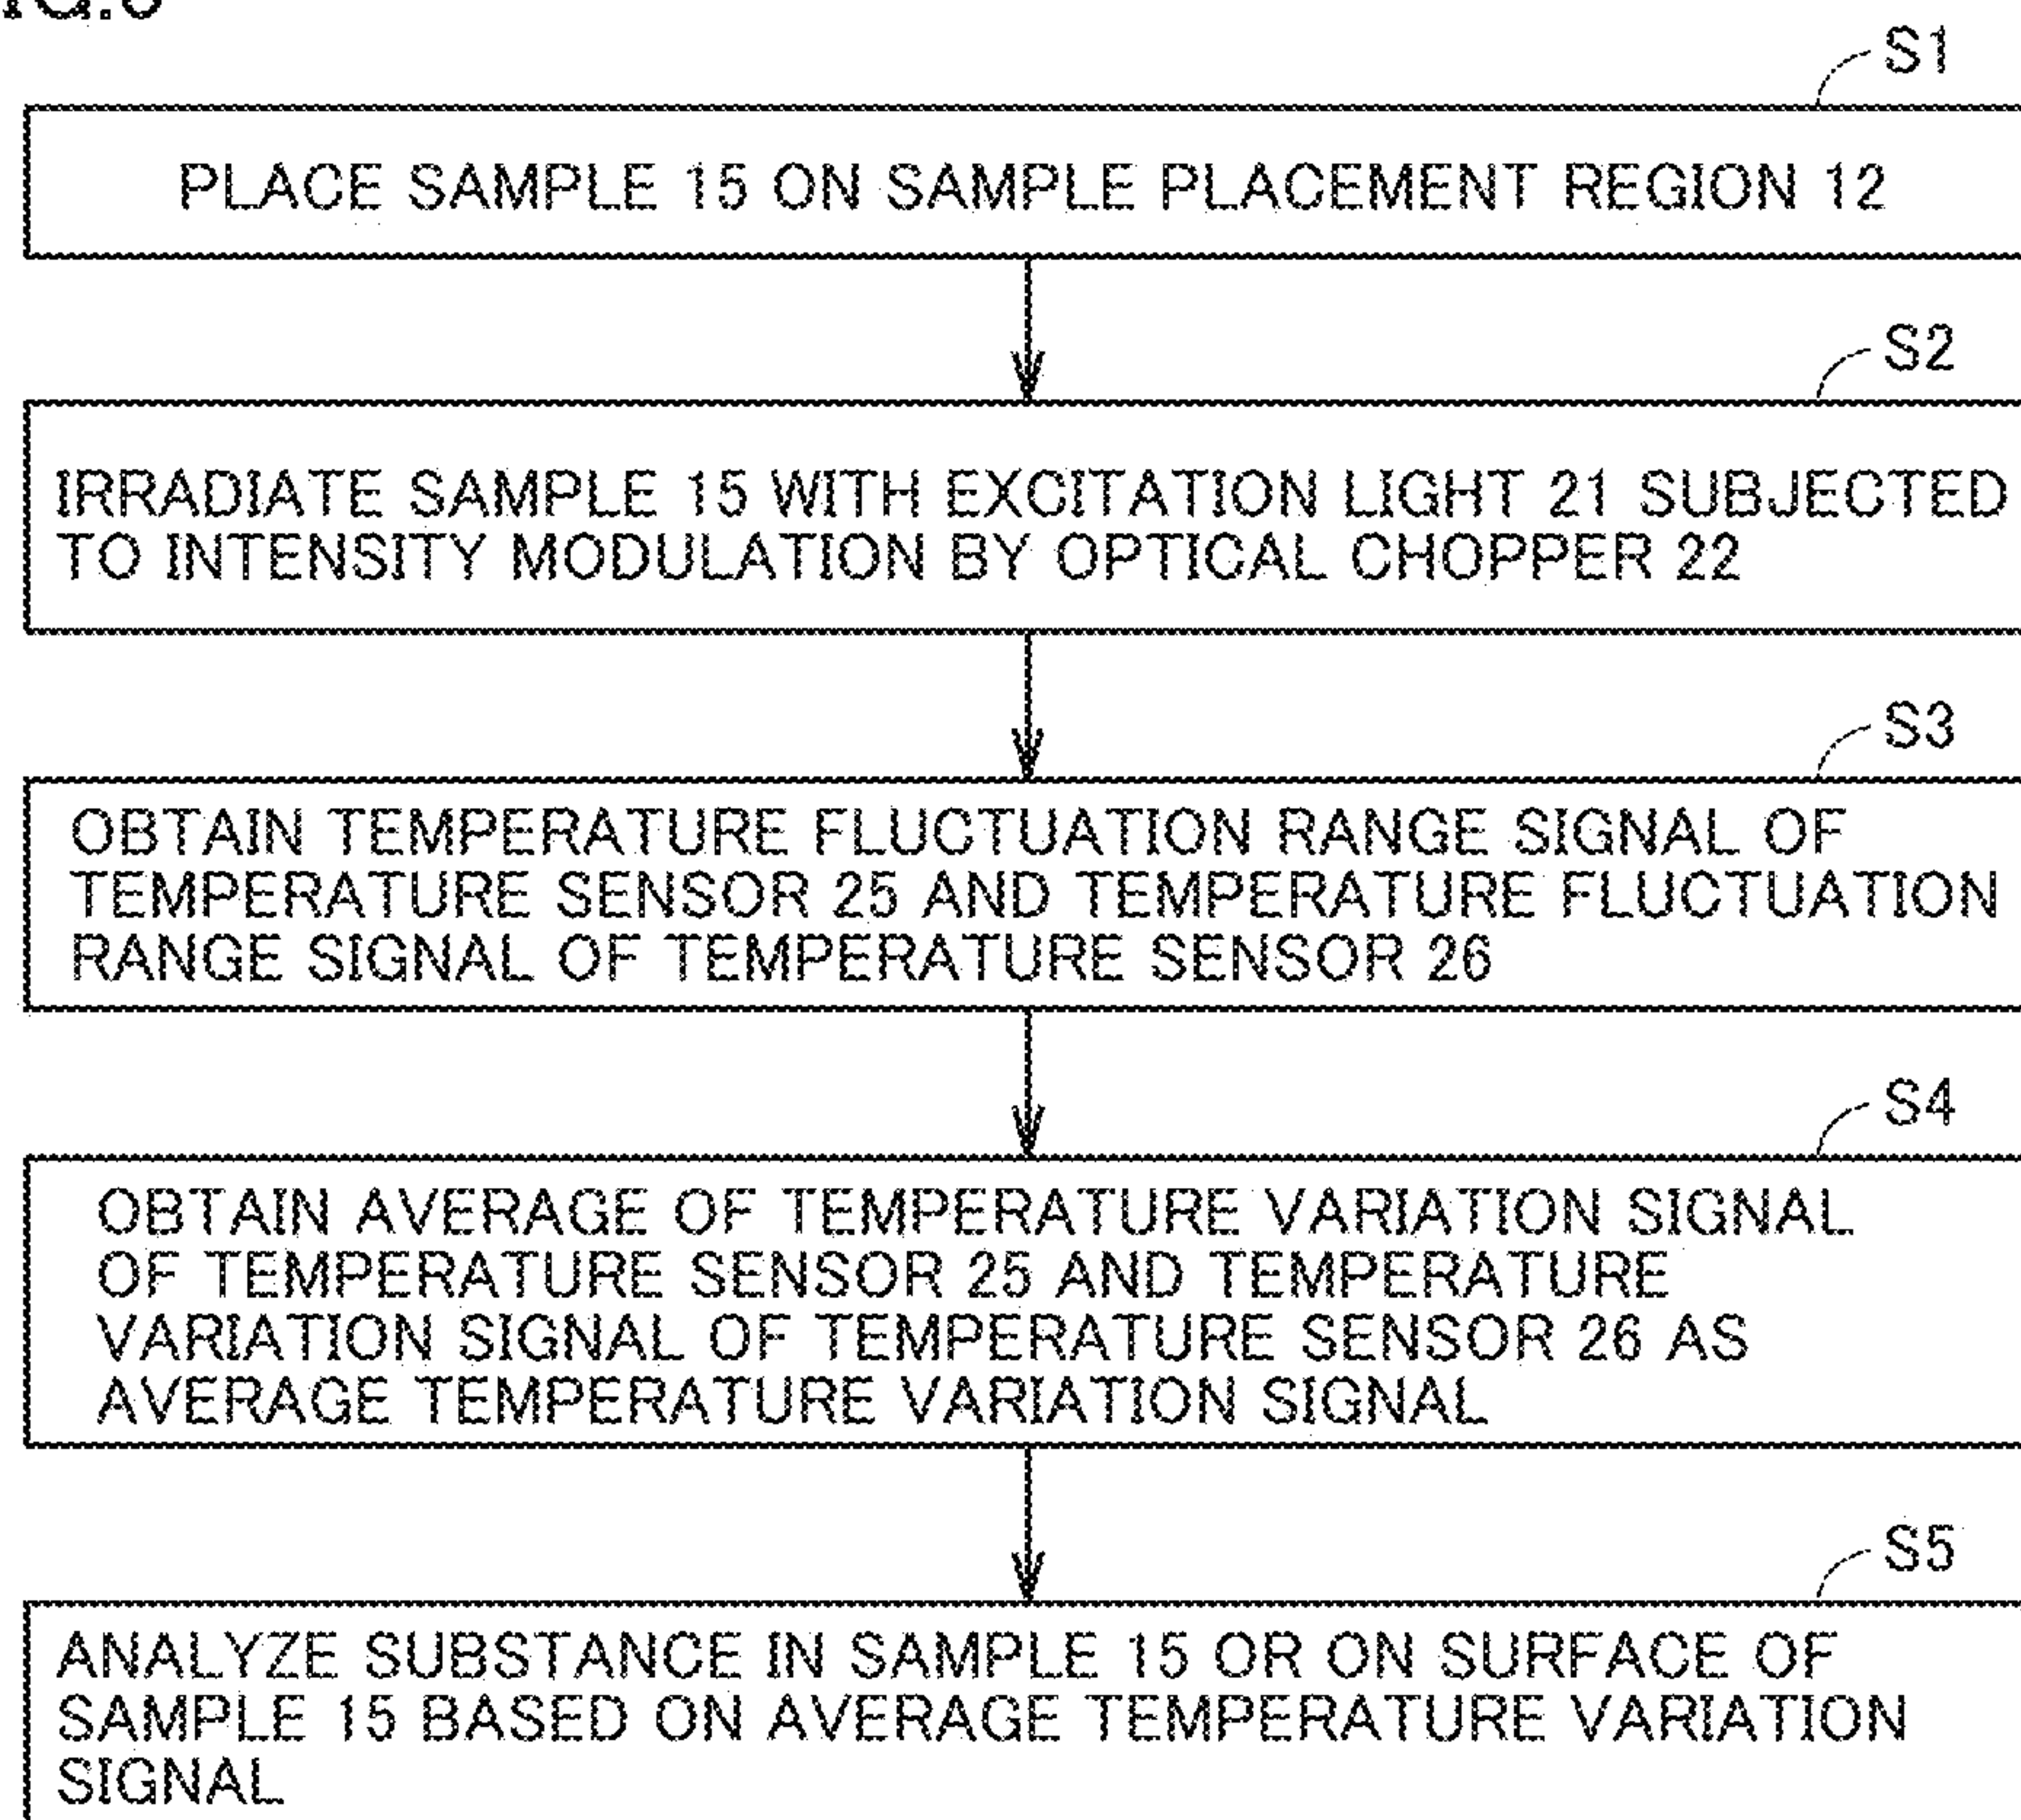 S1
PLACE SAMPLE 15 ON SAMPLE PLACEMENT REGION 12
S2
IRRADIATE SAMPLE 15 WITH EXCITATION LIGHT 21 SUBJECTED
TO INTENSITY MODULATION BY OPTICAL CHOPPER 22
S3
OBTAIN TEMPERATURE FLUCTUATION RANGE SIGNAL OF
TEMPERATURE SENSOR 25 AND TEMPERATURE FLUCTUATION
RANGE SIGNAL OF TEMPERATURE SENSOR 26
S4
OBTAIN AVERAGE OF TEMPERATURE VARIATION SIGNAL
OF TEMPERATURE SENSOR 25 AND TEMPERATURE
VARIATION SIGNAL OF TEMPERATURE SENSOR 26 AS
AVERAGE TEMPERATURE VARIATION SIGNAL
S5
ANALYZE SUBSTANCE IN SAMPLE 15 OR ON SURFACE OF
SAMPLE 15 BASED ON AVERAGE TEMPERATURE VARIATION
SIGNAL